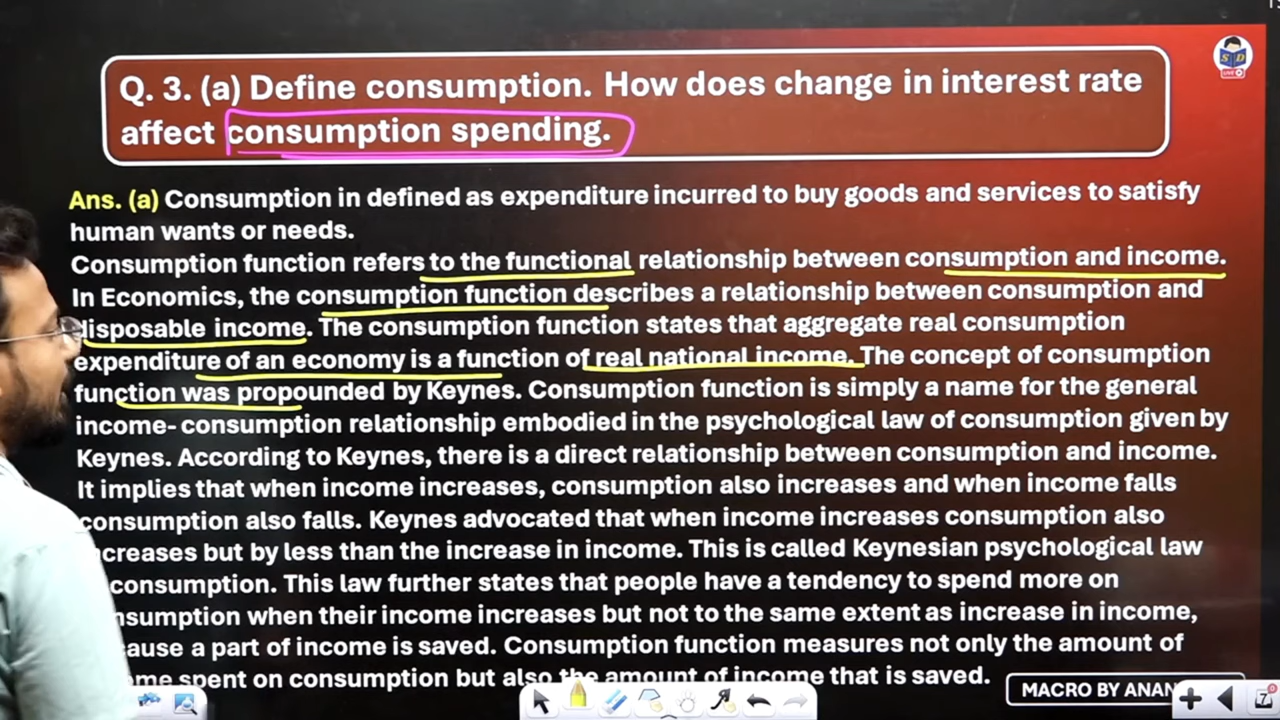 Q. 3. (a) Define consumption. How does change in interest rate
affect consumption spending.
S D
LIVE
Ans. (a) Consumption in defined as expenditure incurred to buy goods and services to satisfy
human wants or needs.
Consumption function refers to the functional relationship between consumption and income.
In Economics, the consumption function describes a relationship between consumption and
disposable income. The consumption function states that aggregate real consumption
expenditure of an economy is a function of real national income. The concept of consumption
function was propounded by Keynes. Consumption function is simply a name for the general
income-consumption relationship embodied in the psychological law of consumption given by
Keynes. According to Keynes, there is a direct relationship between consumption and income.
It implies that when income increases, consumption also increases and when income falls
consumption also falls. Keynes advocated that when income increases consumption also
increases but by less than the increase in income. This is called Keynesian psychological law
consumption. This law further states that people have a tendency to spend more on
consumption when their income increases but not to the same extent as increase in income,
a part of income is saved. Consumption function measures not only the amount of
spent on consumption but also the amount of income that is saved.
MACRO BY ANAN
7